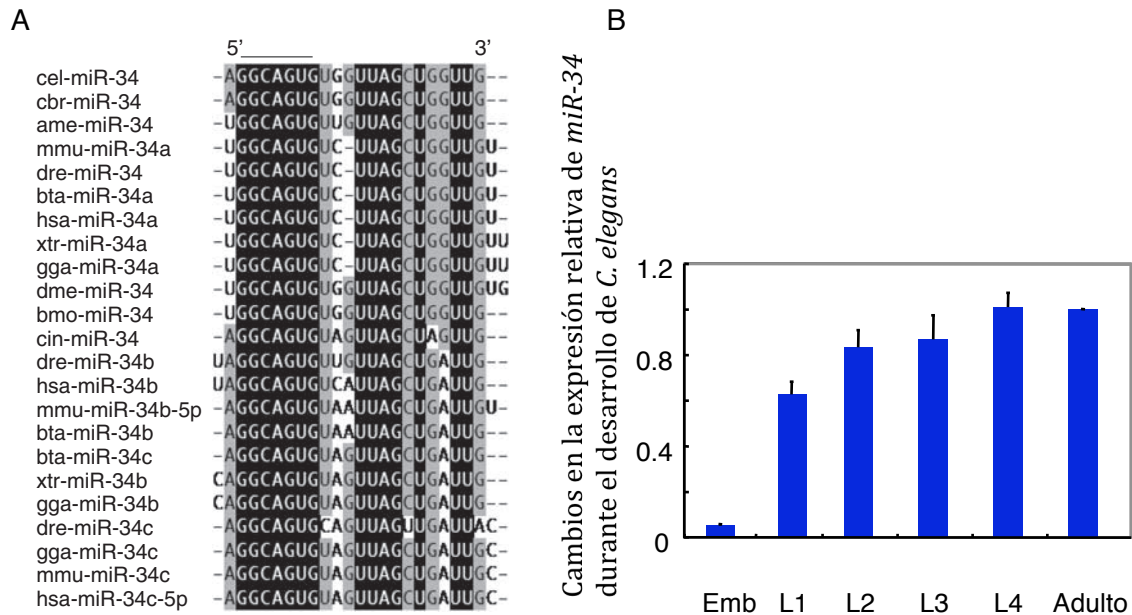 A
5' 3'
cel-miR-34 -AGGCAGUGUGGUUAGCUGGUUG--
cbr-miR-34 -AGGCAGUGUGGUUAGCUGGUUG--
ame-miR-34 -UGGCAGUGUUGUUAGCUGGUUG--
mmu-miR-34a -UGGCAGUGUC-UUAGCUGGUUGU-
dre-miR-34 -UGGCAGUGUC-UUAGCUGGUUGU-
bta-miR-34a -UGGCAGUGUC-UUAGCUGGUUGU-
hsa-miR-34a -UGGCAGUGUC-UUAGCUGGUUGU-
xtr-miR-34a -UGGCAGUGUC-UUAGCUGGUUGUU
gga-miR-34a -UGGCAGUGUC-UUAGCUGGUUGUU
dme-miR-34 -UGGCAGUGUGGUUAGCUGGUUGUG
bmo-miR-34 -UGGCAGUGUGGUUAGCUGGUUG--
cin-miR-34 -AGGCAGUGUAGUUAGCUAGUUG--
dre-miR-34b UAGGCAGUGUUGUUAGCUGAUUG--
hsa-miR-34b UAGGCAGUGUCAUUAGCUGAUUG--
mmu-miR-34b-5p -AGGCAGUGUAAUUAGCUGAUUGU-
bta-miR-34b -AGGCAGUGUAAUUAGCUGAUUG--
bta-miR-34c -AGGCAGUGUAGUUAGCUGAUUG--
xtr-miR-34b CAGGCAGUGUAGUUAGCUGAUUG--
gga-miR-34b CAGGCAGUGUAGUUAGCUGAUUG--
dre-miR-34c -AGGCAGUGCAGUUAGUUGAUUAC-
gga-miR-34c -AGGCAGUGUAGUUAGCUGAUUGC-
mmu-miR-34c -AGGCAGUGUAGUUAGCUGAUUGC-
hsa-miR-34c-5p -AGGCAGUGUAGUUAGCUGAUUGC-
B
Cambios en la expresión relativa de miR-34
durante el desarrollo de C. elegans
1.2
0.8
0.4
0
Emb L1 L2 L3 L4 Adulto